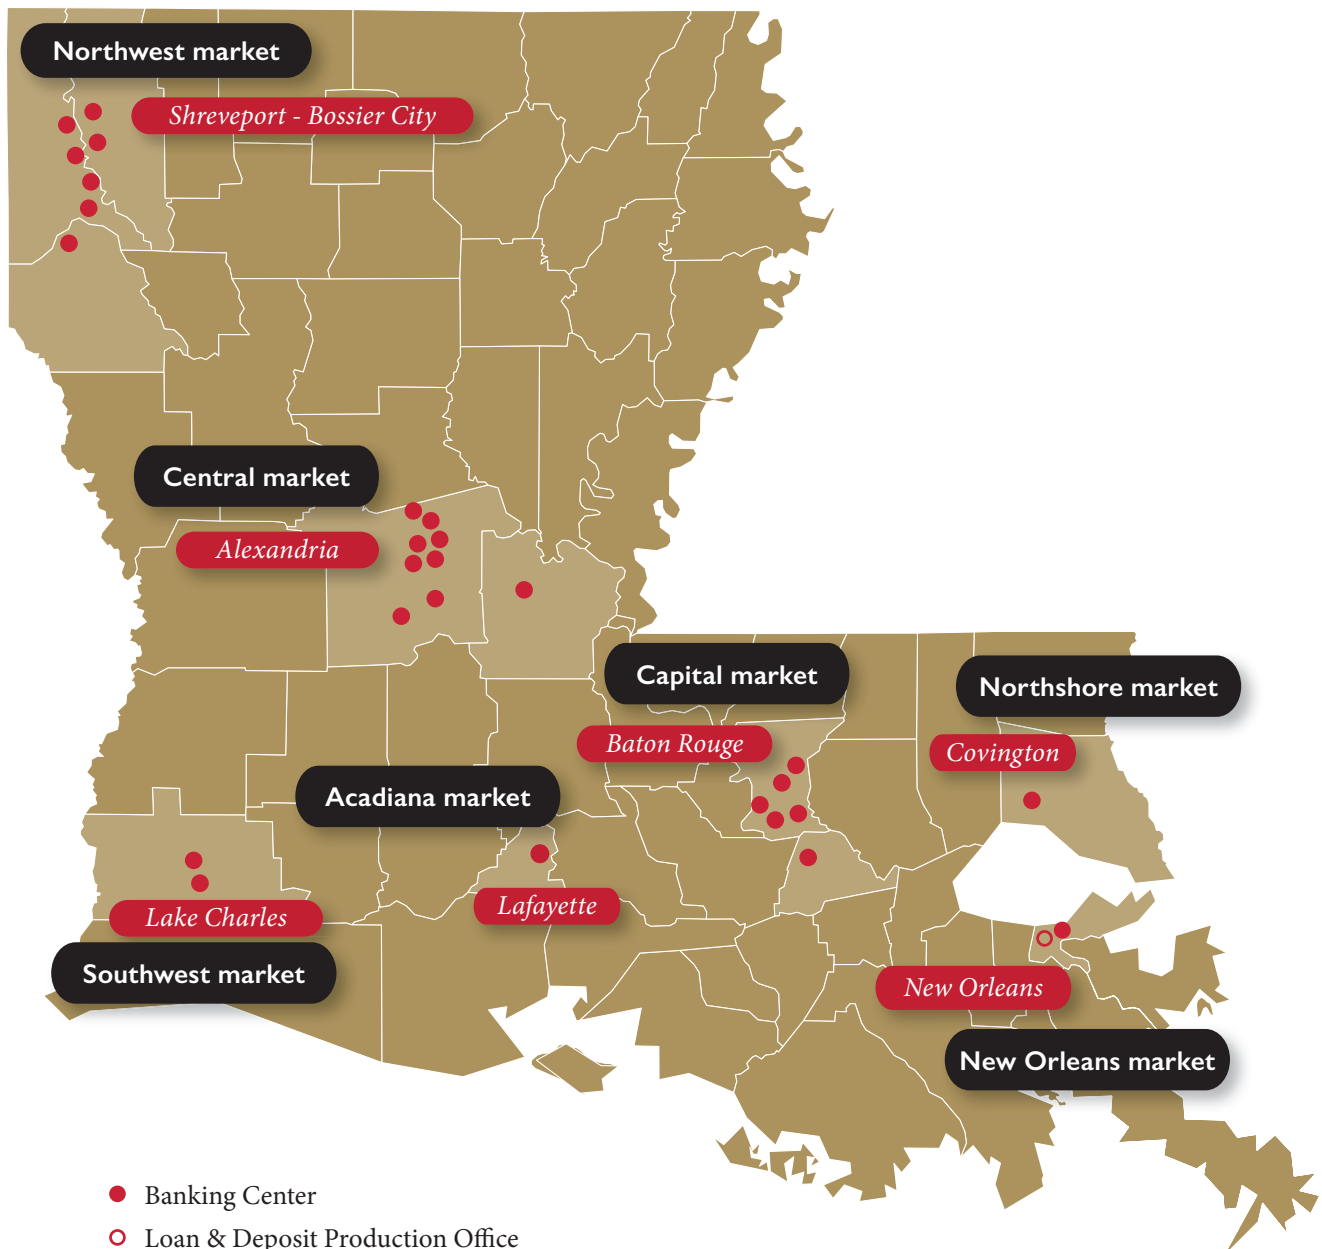 Northwest market
Shreveport - Bossier City
Central market
Alexandria
Capital market
Northshore market
Baton Rouge
Covington
Acadiana market
Lafayette
Lake Charles
Southwest market
New Orleans
New Orleans market
Banking Center
Loan & Deposit Production Office